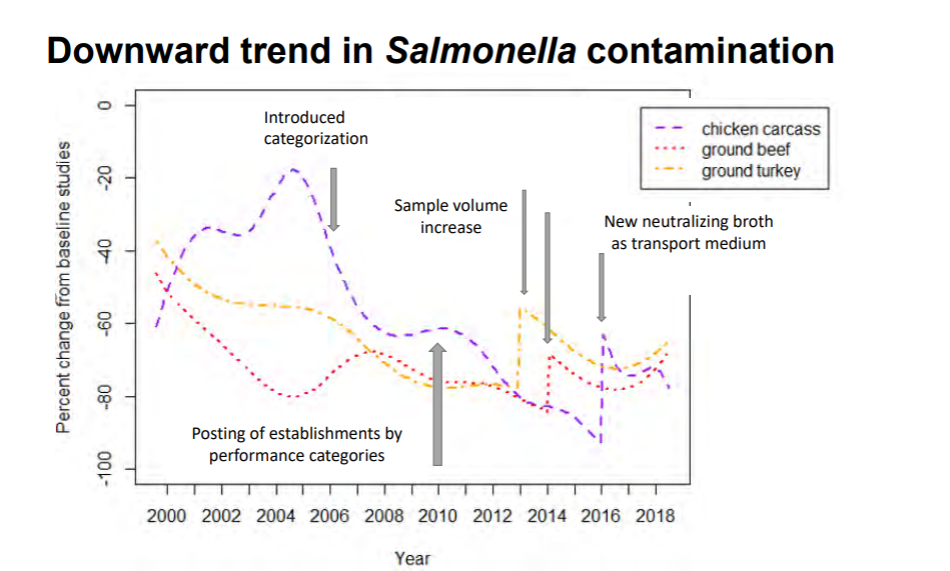 Downward trend in Salmonella contamination
Introduced
categorization
chicken carcass
ground beef
ground turkey
Sample volume
increase
New neutralizing broth
as transport medium
Posting of establishments by
performance categories
Percent change from baseline studies
0
-20
-40
-60
-80
-100
2000 2002 2004 2006 2008 2010 2012 2014 2016 2018
Year